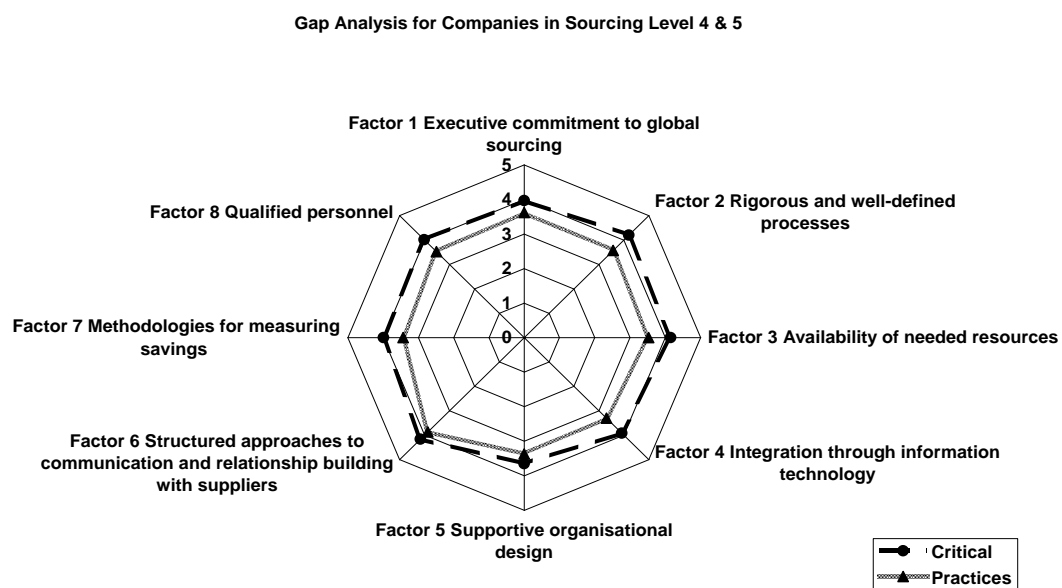 Gap Analysis for Companies in Sourcing Level 4 & 5
Factor 1 Executive commitment to global
sourcing
5
4
3
2
1
0
Factor 2 Rigorous and well-defined
processes
Factor 3 Availability of needed resources
Factor 4 Integration through information
technology
Factor 5 Supportive organisational
design
Factor 6 Structured approaches to
communication and relationship building
with suppliers
Factor 7 Methodologies for measuring
savings
Factor 8 Qualified personnel
Critical
Practices